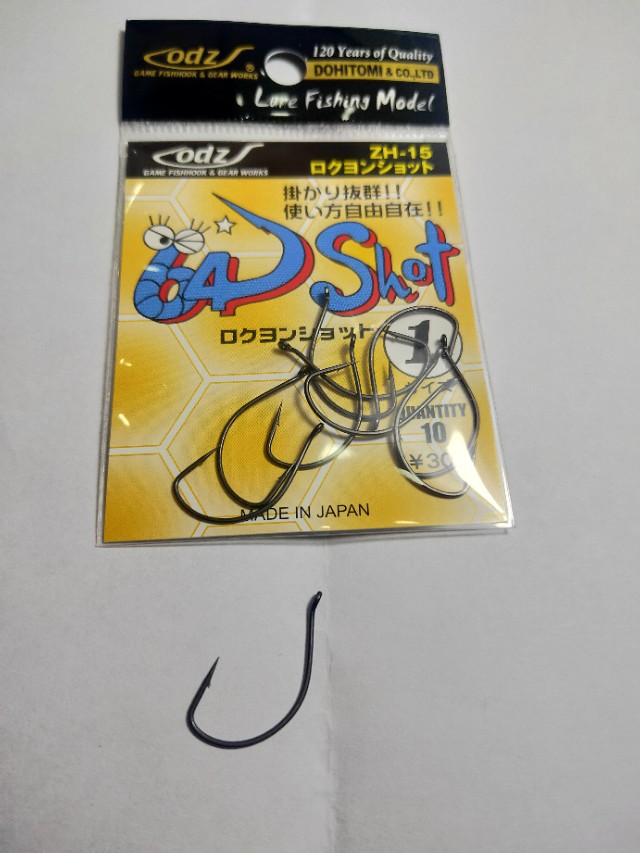 odz ®
GAME FISHHOOK & GEAR WORKS
120 Years of Quality
DOHITOMI & CO.,LTD
Lure Fishing Model
odz
GAME FISHHOOK & GEAR WORKS
ZH-15
ロクヨンショット
掛かり抜群!!
使い方自由自在!!
64 Shot
ロクヨンショット
1
QUANTITY
10
MADE IN JAPAN